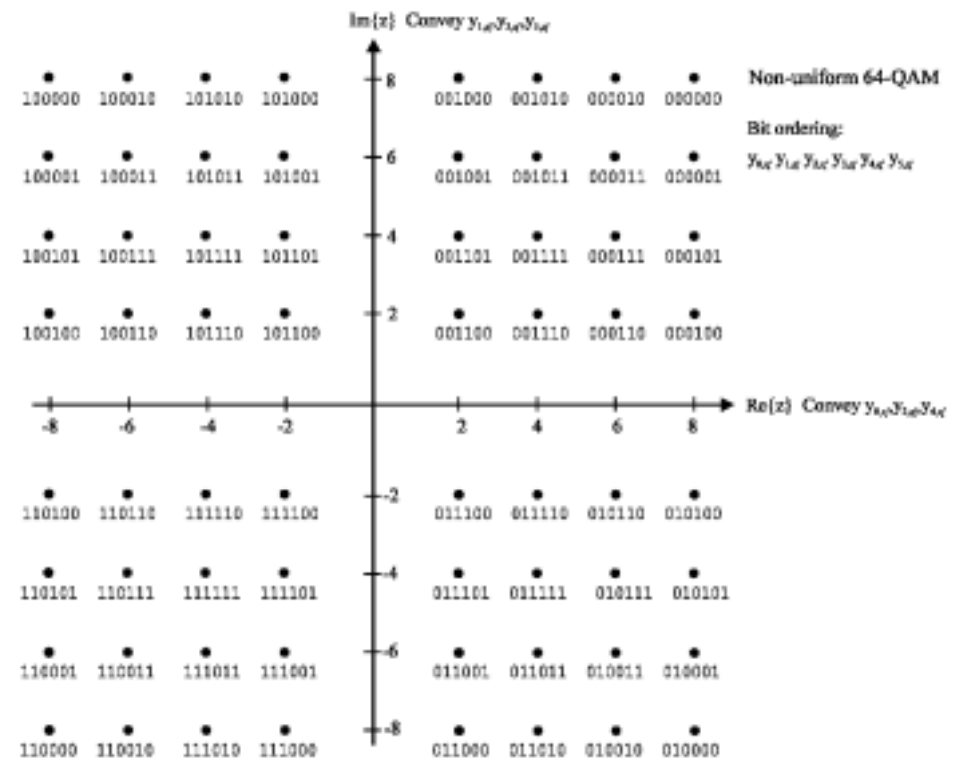 Im{z} Convey y1,q',y3,q',y5,q'
8
100000 100010 101010 101000 001000 001010 000010 000000
Non-uniform 64-QAM
Bit ordering:
y0,q' y1,q' y2,q' y3,q' y4,q' y5,q'
6
100001 100011 101011 101001 001001 001011 000011 000001
4
100101 100111 101111 101101 001101 001111 000111 000101
2
100100 100110 101110 101100 001100 001110 000110 000100
Re{z} Convey y0,q',y2,q',y4,q'
-8 -6 -4 -2 2 4 6 8
-2
110100 110110 111110 111100 011100 011110 010110 010100
-4
110101 110111 111111 111101 011101 011111 010111 010101
-6
110001 110011 111011 111001 011001 011011 010011 010001
-8
110000 110010 111010 111000 011000 011010 010010 010000